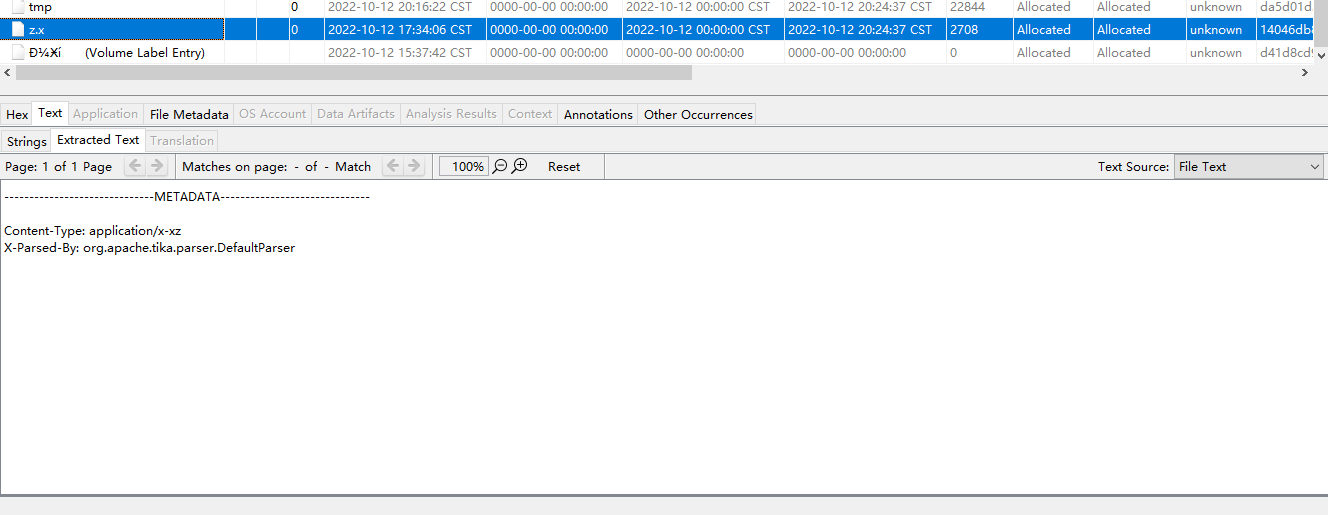 tmp 0 2022-10-12 20:16:22 CST 0000-00-00 00:00:00 2022-10-12 00:00:00 CST 2022-10-12 20:24:37 CST 22844 Allocated Allocated unknown da5d01d
z.x 0 2022-10-12 17:34:06 CST 0000-00-00 00:00:00 2022-10-12 00:00:00 CST 2022-10-12 20:24:37 CST 2708 Allocated Allocated unknown 14046db8
Ð¼Ӿí (Volume Label Entry) 2022-10-12 15:37:42 CST 0000-00-00 00:00:00 0000-00-00 00:00:00 0000-00-00 00:00:00 0 Allocated Allocated unknown d41d8cd9
Hex Text Application File Metadata OS Account Data Artifacts Analysis Results Context Annotations Other Occurrences
Strings Extracted Text Translation
Page: 1 of 1 Page Matches on page: - of - Match 100% Reset Text Source: File Text
------------------------------METADATA------------------------------
Content-Type: application/x-xz
X-Parsed-By: org.apache.tika.parser.DefaultParser